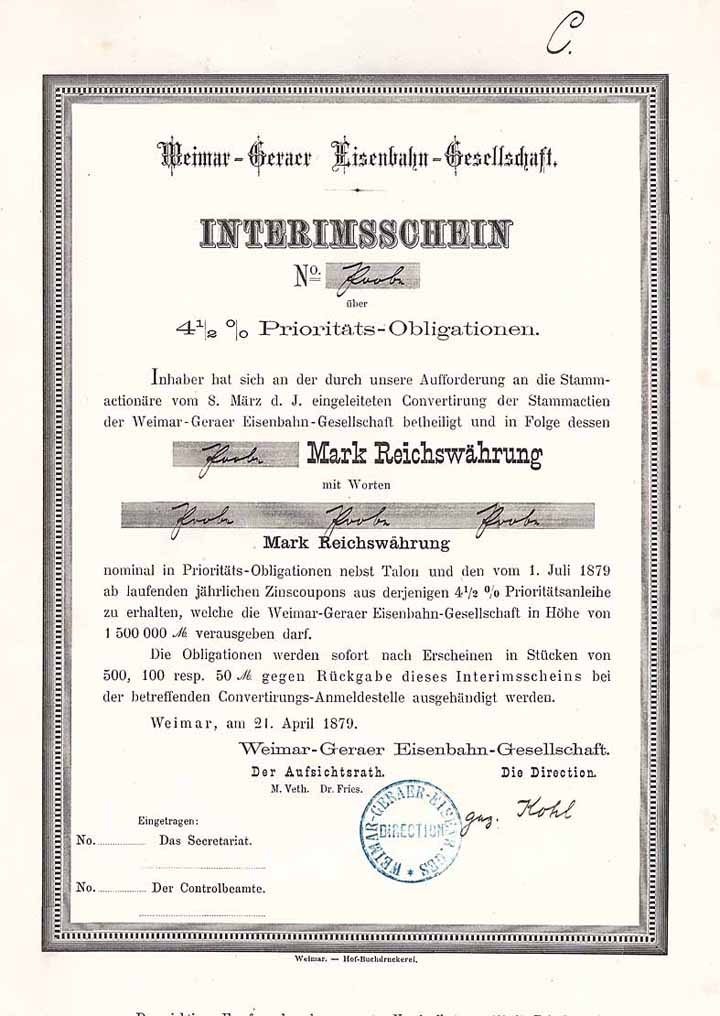 C.
Weimar-Geraer Eisenbahn-Gesellschaft.
INTERIMSSCHEIN
No. Probe
über
4½ % Prioritäts-Obligationen.
Inhaber hat sich an der durch unsere Aufforderung an die Stamm-
actionäre vom 8. März d. J. eingeleiteten Convertirung der Stammactien
der Weimar-Geraer Eisenbahn-Gesellschaft betheiligt und in Folge dessen
Probe Mark Reichswährung
mit Worten
Probe Probe Probe
Mark Reichswährung
nominal in Prioritäts-Obligationen nebst Talon und den vom 1. Juli 1879
ab laufenden jährlichen Zinscoupons aus derjenigen 4½ % Prioritätsanleihe
zu erhalten, welche die Weimar-Geraer Eisenbahn-Gesellschaft in Höhe von
1 500 000 ℳ verausgeben darf.
Die Obligationen werden sofort nach Erscheinen in Stücken von
500, 100 resp. 50 ℳ gegen Rückgabe dieses Interimsscheins bei
der betreffenden Convertirungs-Anmeldestelle ausgehändigt werden.
Weimar, am 21. April 1879.
Weimar-Geraer Eisenbahn-Gesellschaft.
Der Aufsichtsrath. Die Direction.
M. Veth. Dr. Fries.
gez. Kohl
WEIMAR-GERAER-EISENB.-GES
DIRECTION
Eingetragen:
No. Das Secretariat.
No. Der Controlbeamte.
Weimar. — Hof-Buchdruckerei.